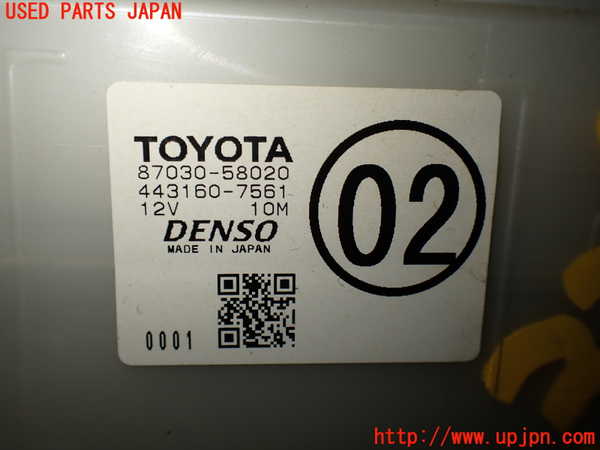 USED PARTS JAPAN
TOYOTA
87030-58020
443160-7561
12V 10M
DENSO
MADE IN JAPAN
02
0001
http://www.upjpn.com/